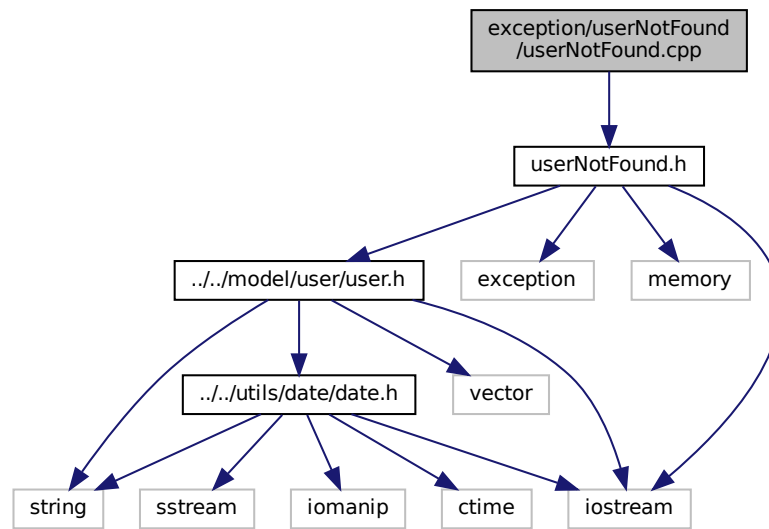 exception/userNotFound
/userNotFound.cpp
userNotFound.h
../../model/user/user.h
exception
memory
../../utils/date/date.h
vector
string
sstream
iomanip
ctime
iostream